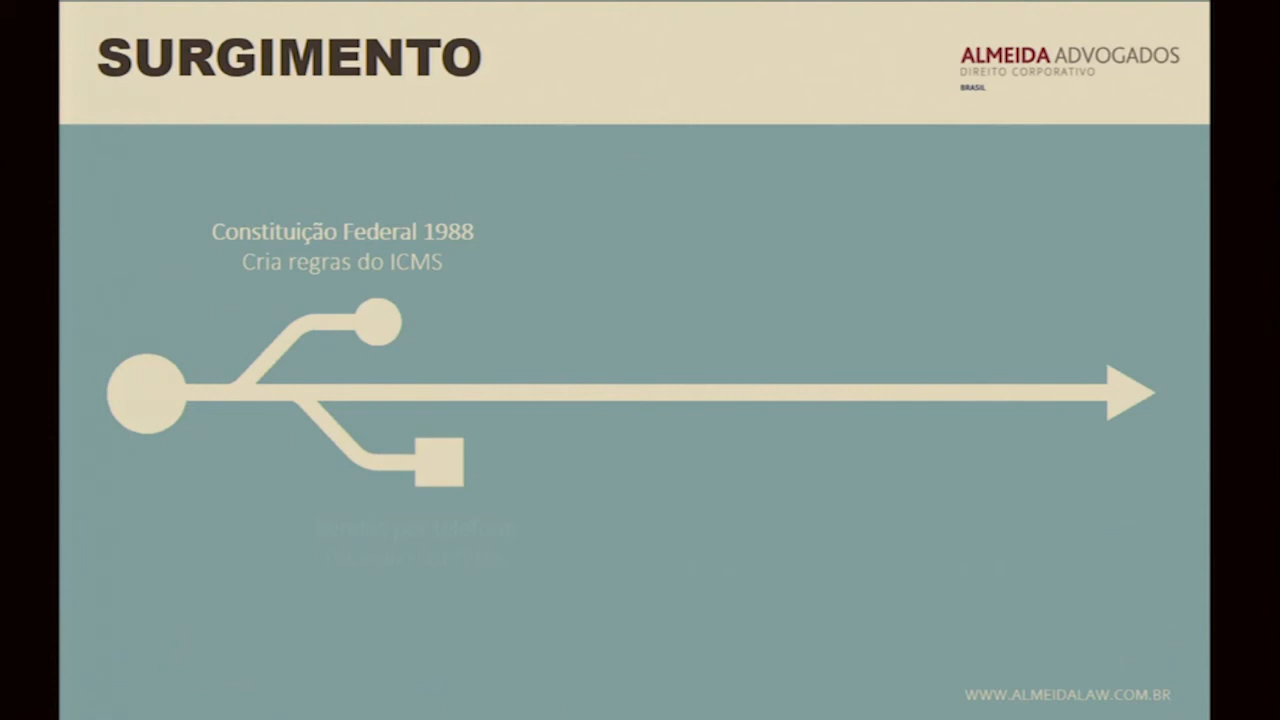 SURGIMENTO
ALMEIDA ADVOGADOS
DIREITO CORPORATIVO
BRASIL
Constituição Federal 1988
Cria regras do ICMS
WWW.ALMEIDALAW.COM.BR